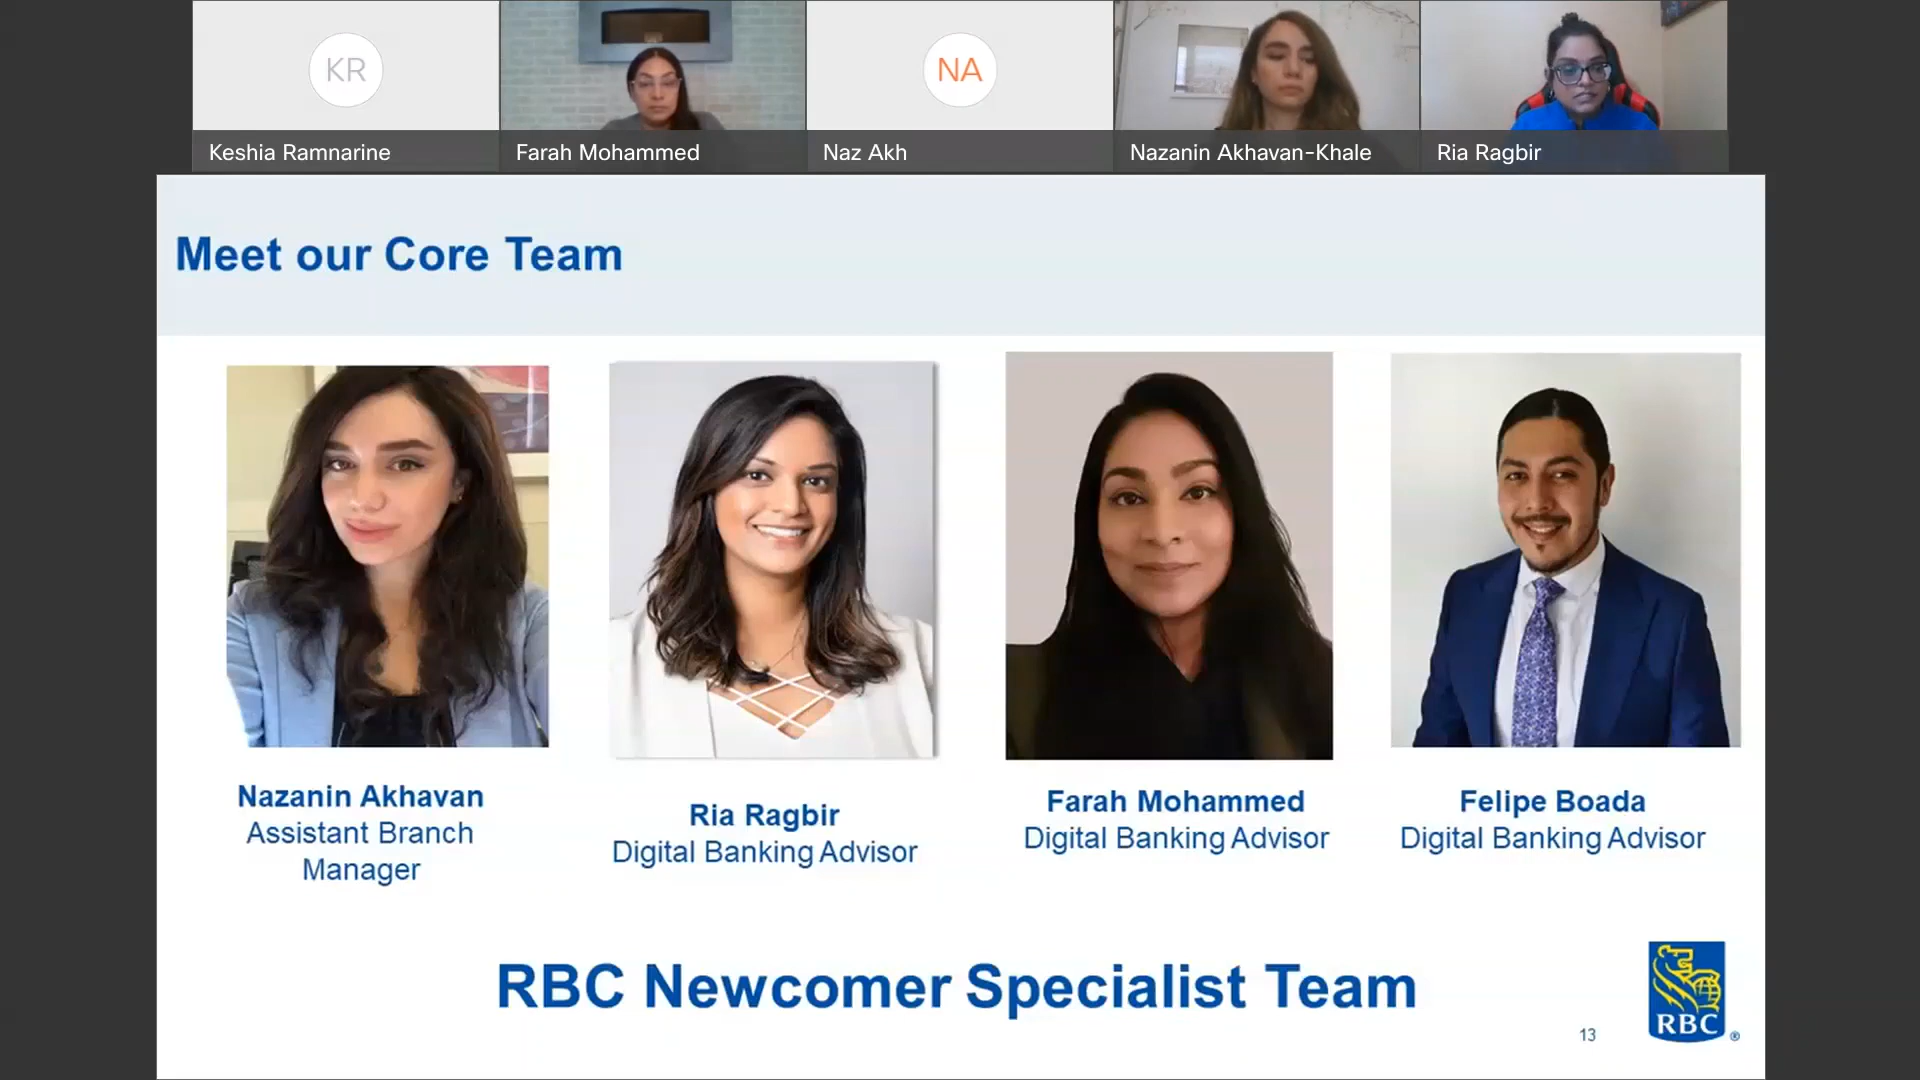 KR
NA
Keshia Ramnarine
Farah Mohammed
Naz Akh
Nazanin Akhavan-Khale
Ria Ragbir
Meet our Core Team
Nazanin Akhavan
Assistant Branch
Manager
Ria Ragbir
Digital Banking Advisor
Farah Mohammed
Digital Banking Advisor
Felipe Boada
Digital Banking Advisor
RBC Newcomer Specialist Team
13
RBC
®